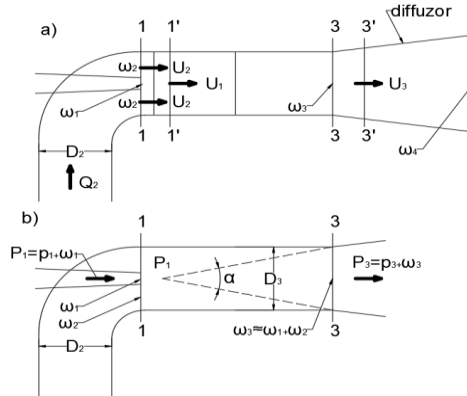 a)
1 1' 3 3' diffuzor
ω₂ U₂
U₁
ω₁ ω₃ U₃
ω₂ U₂
1 1' 3 3'
D₂ ω₄
Q₂
b)
1 3
P₁=p₁+ω₁ P₁ P₃=p₃+ω₃
α D₃
ω₁
ω₂ ω₃≈ω₁+ω₂
1 3
D₂